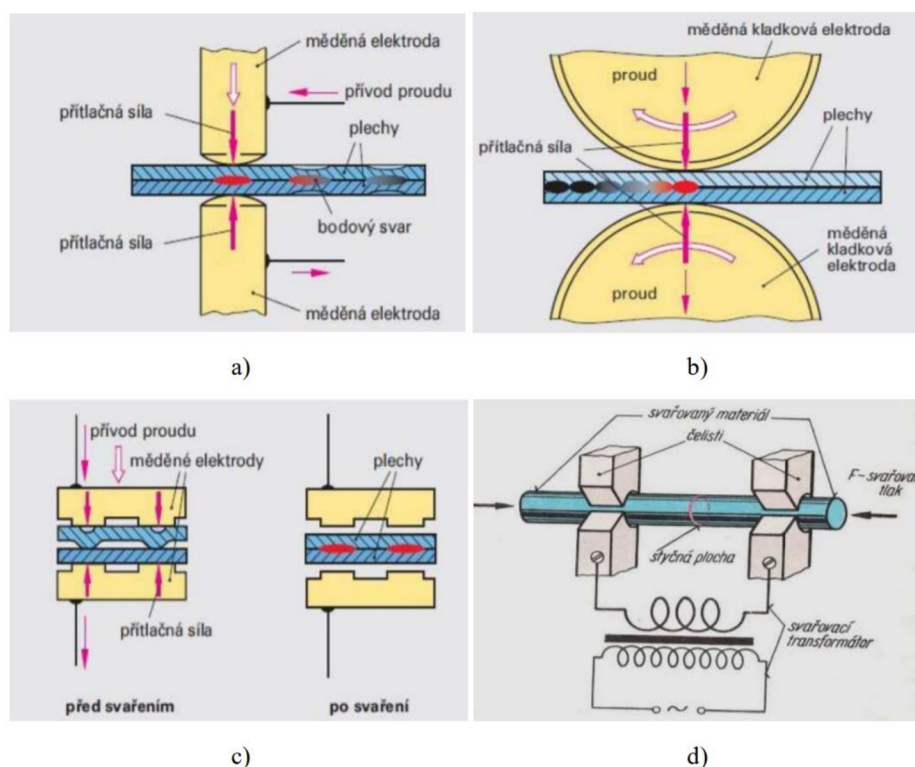 měděná elektroda
přívod proudu
přítlačná síla
plechy
bodový svar
přítlačná síla
měděná elektroda
a)
měděná kladková elektroda
proud
přítlačná síla
plechy
měděná
kladková
elektroda
proud
b)
přívod proudu
měděné elektrody
plechy
přítlačná síla
před svařením
po svaření
c)
svařovaný materiál
čelisti
F-svařovac
tlak
styčná plocha
svařovací
transformátor
~
d)